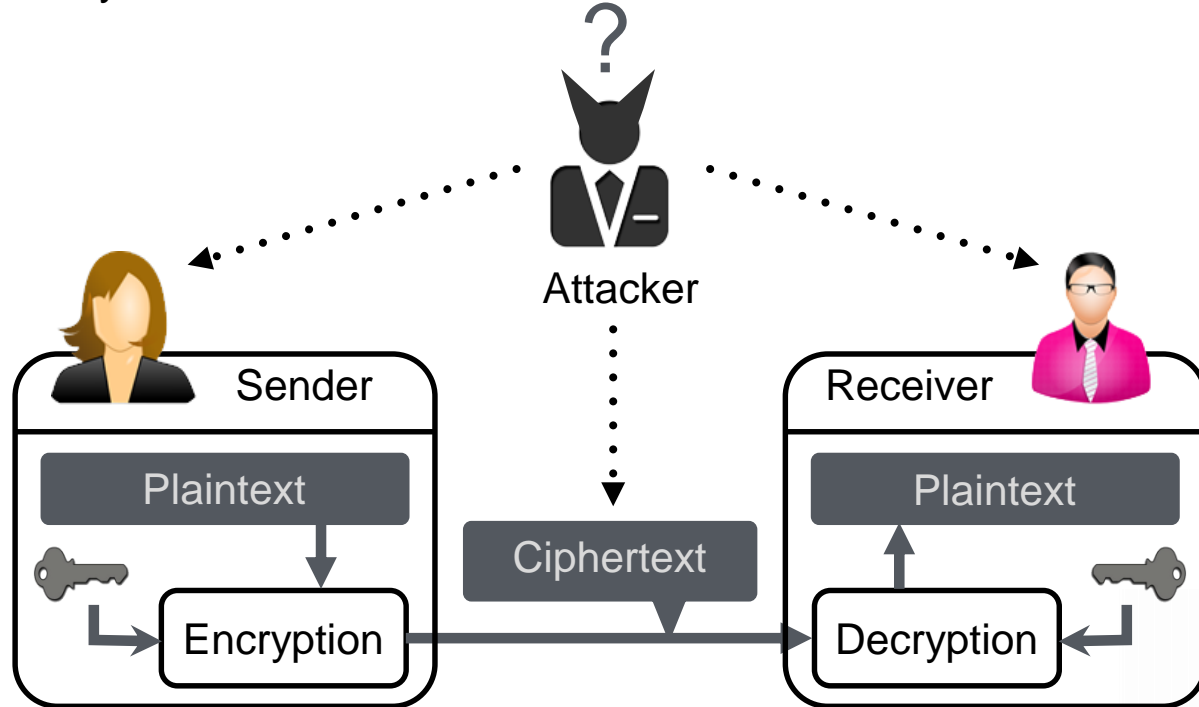 ?
Attacker
Sender
Receiver
Plaintext
Plaintext
Ciphertext
Encryption
Decryption